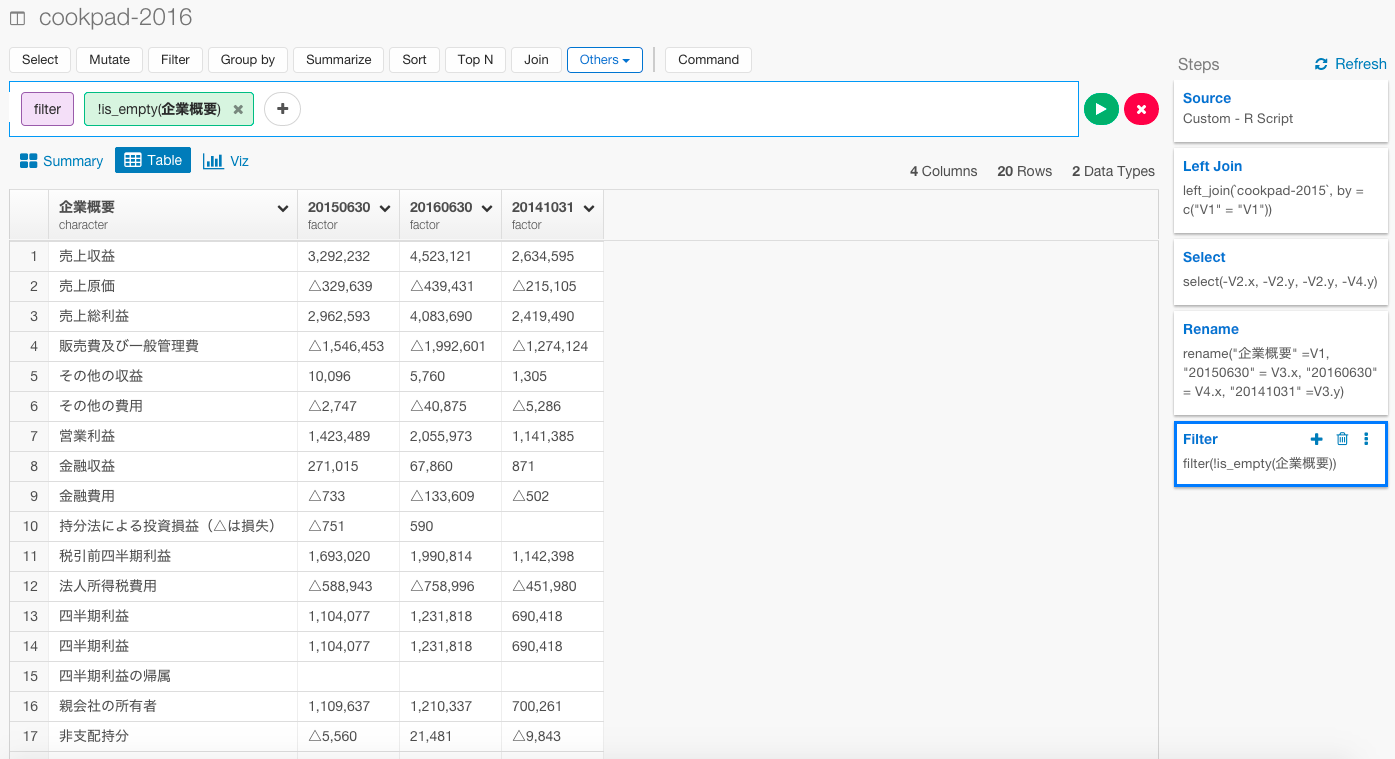 cookpad-2016
Select Mutate Filter Group by Summarize Sort Top N Join Others Command
filter !is_empty(企業概要)
Summary Table Viz
4 Columns 20 Rows 2 Data Types
企業概要 20150630 20160630 20141031
character factor factor factor
1 売上収益 3,292,232 4,523,121 2,634,595
2 売上原価 △329,639 △439,431 △215,105
3 売上総利益 2,962,593 4,083,690 2,419,490
4 販売費及び一般管理費 △1,546,453 △1,992,601 △1,274,124
5 その他の収益 10,096 5,760 1,305
6 その他の費用 △2,747 △40,875 △5,286
7 営業利益 1,423,489 2,055,973 1,141,385
8 金融収益 271,015 67,860 871
9 金融費用 △733 △133,609 △502
10 持分法による投資損益（△は損失） △751 590
11 税引前四半期利益 1,693,020 1,990,814 1,142,398
12 法人所得税費用 △588,943 △758,996 △451,980
13 四半期利益 1,104,077 1,231,818 690,418
14 四半期利益 1,104,077 1,231,818 690,418
15 四半期利益の帰属
16 親会社の所有者 1,109,637 1,210,337 700,261
17 非支配持分 △5,560 21,481 △9,843
Steps Refresh
Source
Custom - R Script
Left Join
left_join(`cookpad-2015`, by =
c("V1" = "V1"))
Select
select(-V2.x, -V2.y, -V2.y, -V4.y)
Rename
rename("企業概要" =V1,
"20150630" = V3.x, "20160630"
= V4.x, "20141031" =V3.y)
Filter
filter(!is_empty(企業概要))